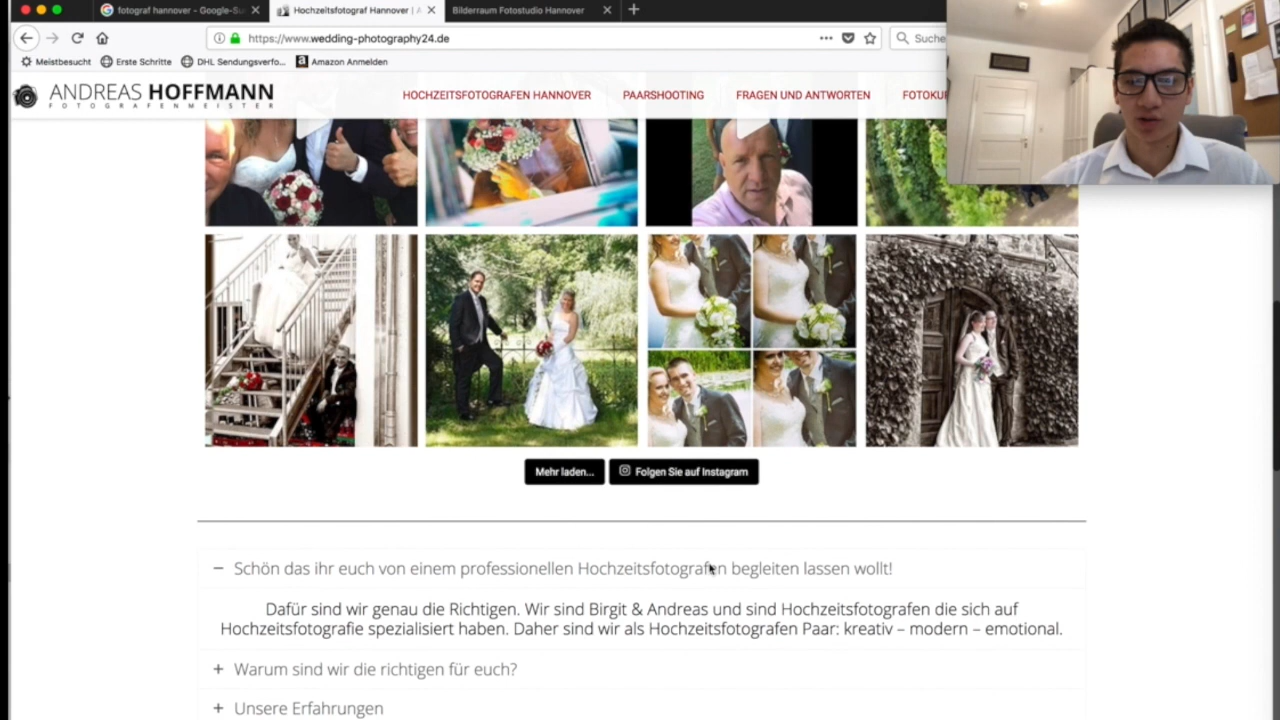 fotograf hannover - Google-Su
Hochzeitsfotograf Hannover | A
Bilderraum Fotostudio Hannover
https://www.wedding-photography24.de
Suche
Meistbesucht
Erste Schritte
DHL Sendungsverfo...
Amazon Anmelden
ANDREAS HOFFMANN
FOTOGRAFENMEISTER
HOCHZEITSFOTOGRAFEN HANNOVER
PAARSHOOTING
FRAGEN UND ANTWORTEN
FOTOKU
Mehr laden...
Folgen Sie auf Instagram
− Schön das ihr euch von einem professionellen Hochzeitsfotografen begleiten lassen wollt!
Dafür sind wir genau die Richtigen. Wir sind Birgit & Andreas und sind Hochzeitsfotografen die sich auf
Hochzeitsfotografie spezialisiert haben. Daher sind wir als Hochzeitsfotografen Paar: kreativ – modern – emotional.
+ Warum sind wir die richtigen für euch?
+ Unsere Erfahrungen